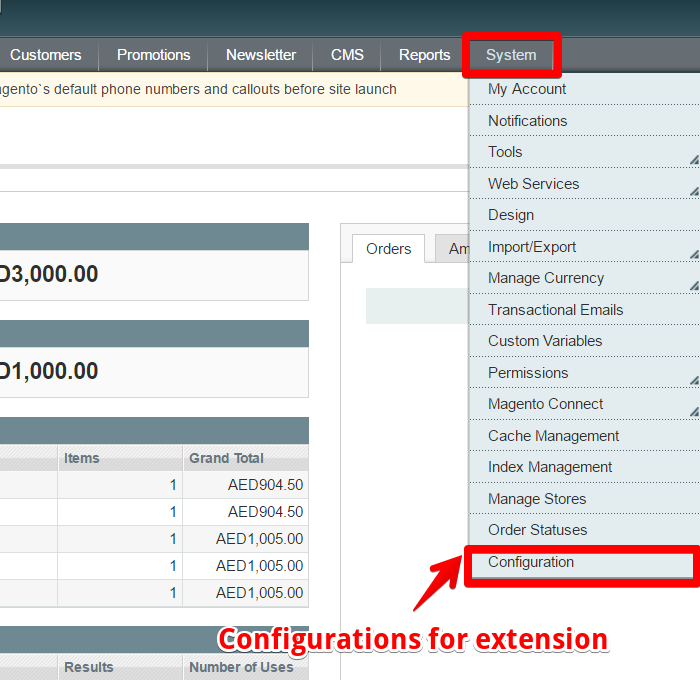 Customers Promotions Newsletter CMS Reports System
gento`s default phone numbers and callouts before site launch
My Account
Notifications
Tools
Web Services
Design
Import/Export
Manage Currency
Transactional Emails
Custom Variables
Permissions
Magento Connect
Cache Management
Index Management
Manage Stores
Order Statuses
Configuration
Orders Am
D3,000.00
D1,000.00
Items Grand Total
1 AED904.50
1 AED904.50
1 AED1,005.00
1 AED1,005.00
1 AED1,005.00
Configurations for extension
Results Number of Uses